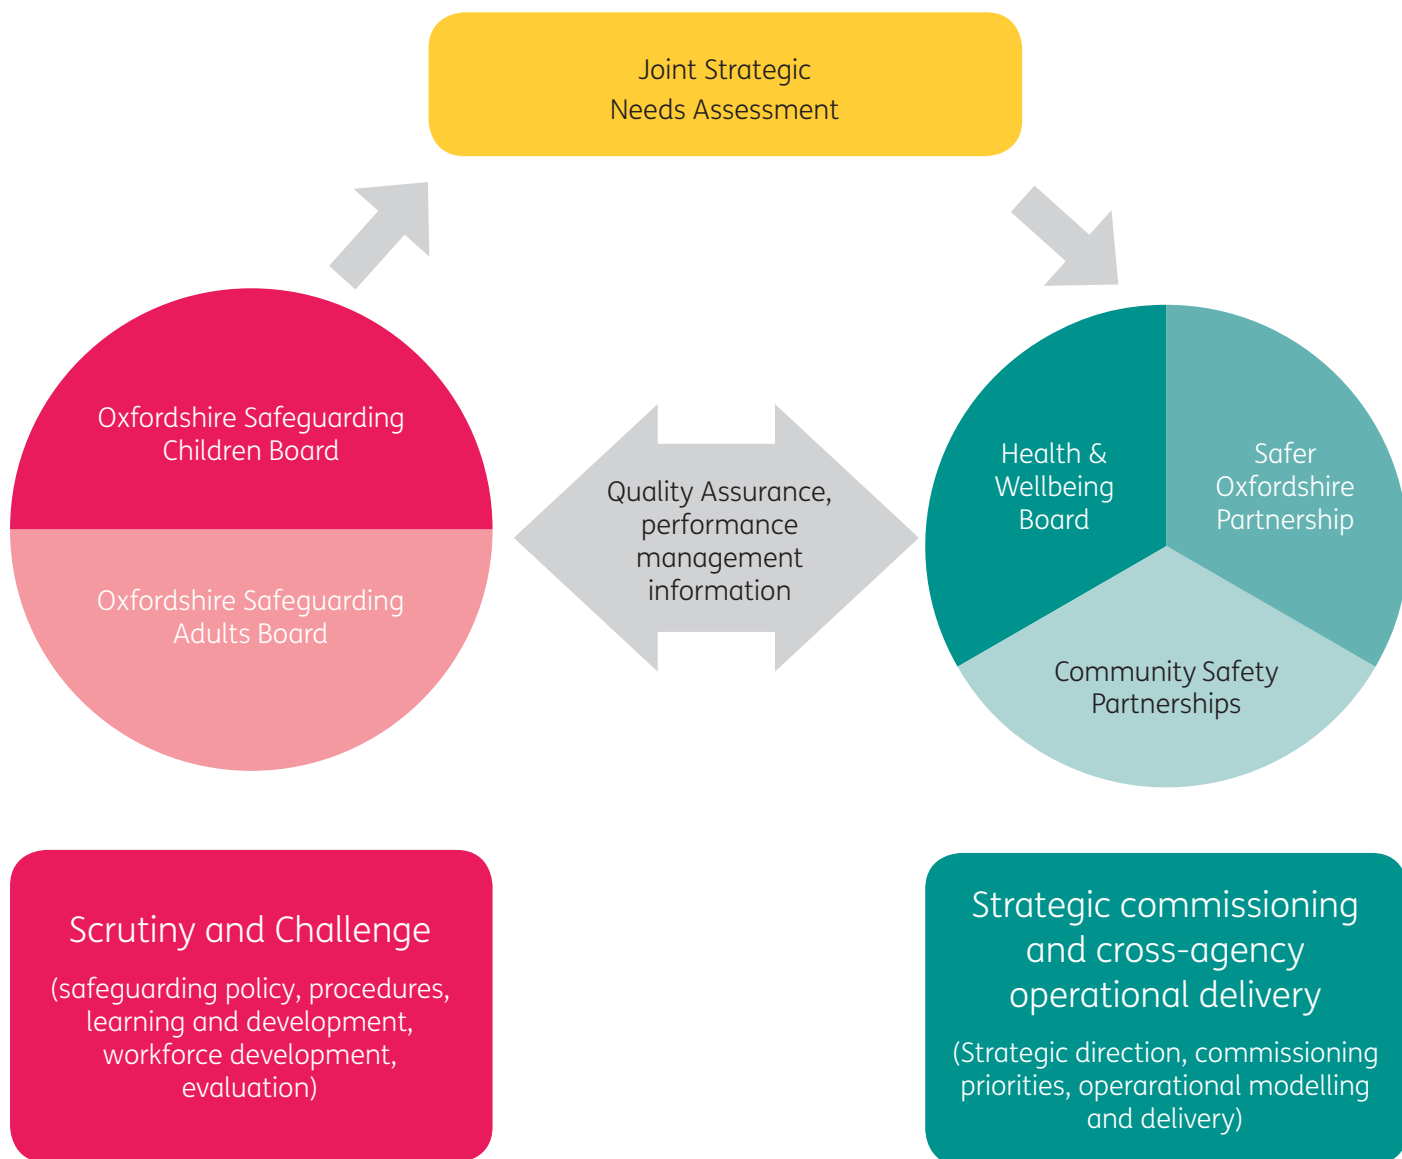 Joint Strategic
Needs Assessment
Oxfordshire Safeguarding
Children Board
Oxfordshire Safeguarding
Adults Board
Quality Assurance,
performance
management
information
Health &
Wellbeing
Board
Safer
Oxfordshire
Partnership
Community Safety
Partnerships
Scrutiny and Challenge
(safeguarding policy, procedures,
learning and development,
workforce development,
evaluation)
Strategic commissioning
and cross-agency
operational delivery
(Strategic direction, commissioning
priorities, operarational modelling
and delivery)